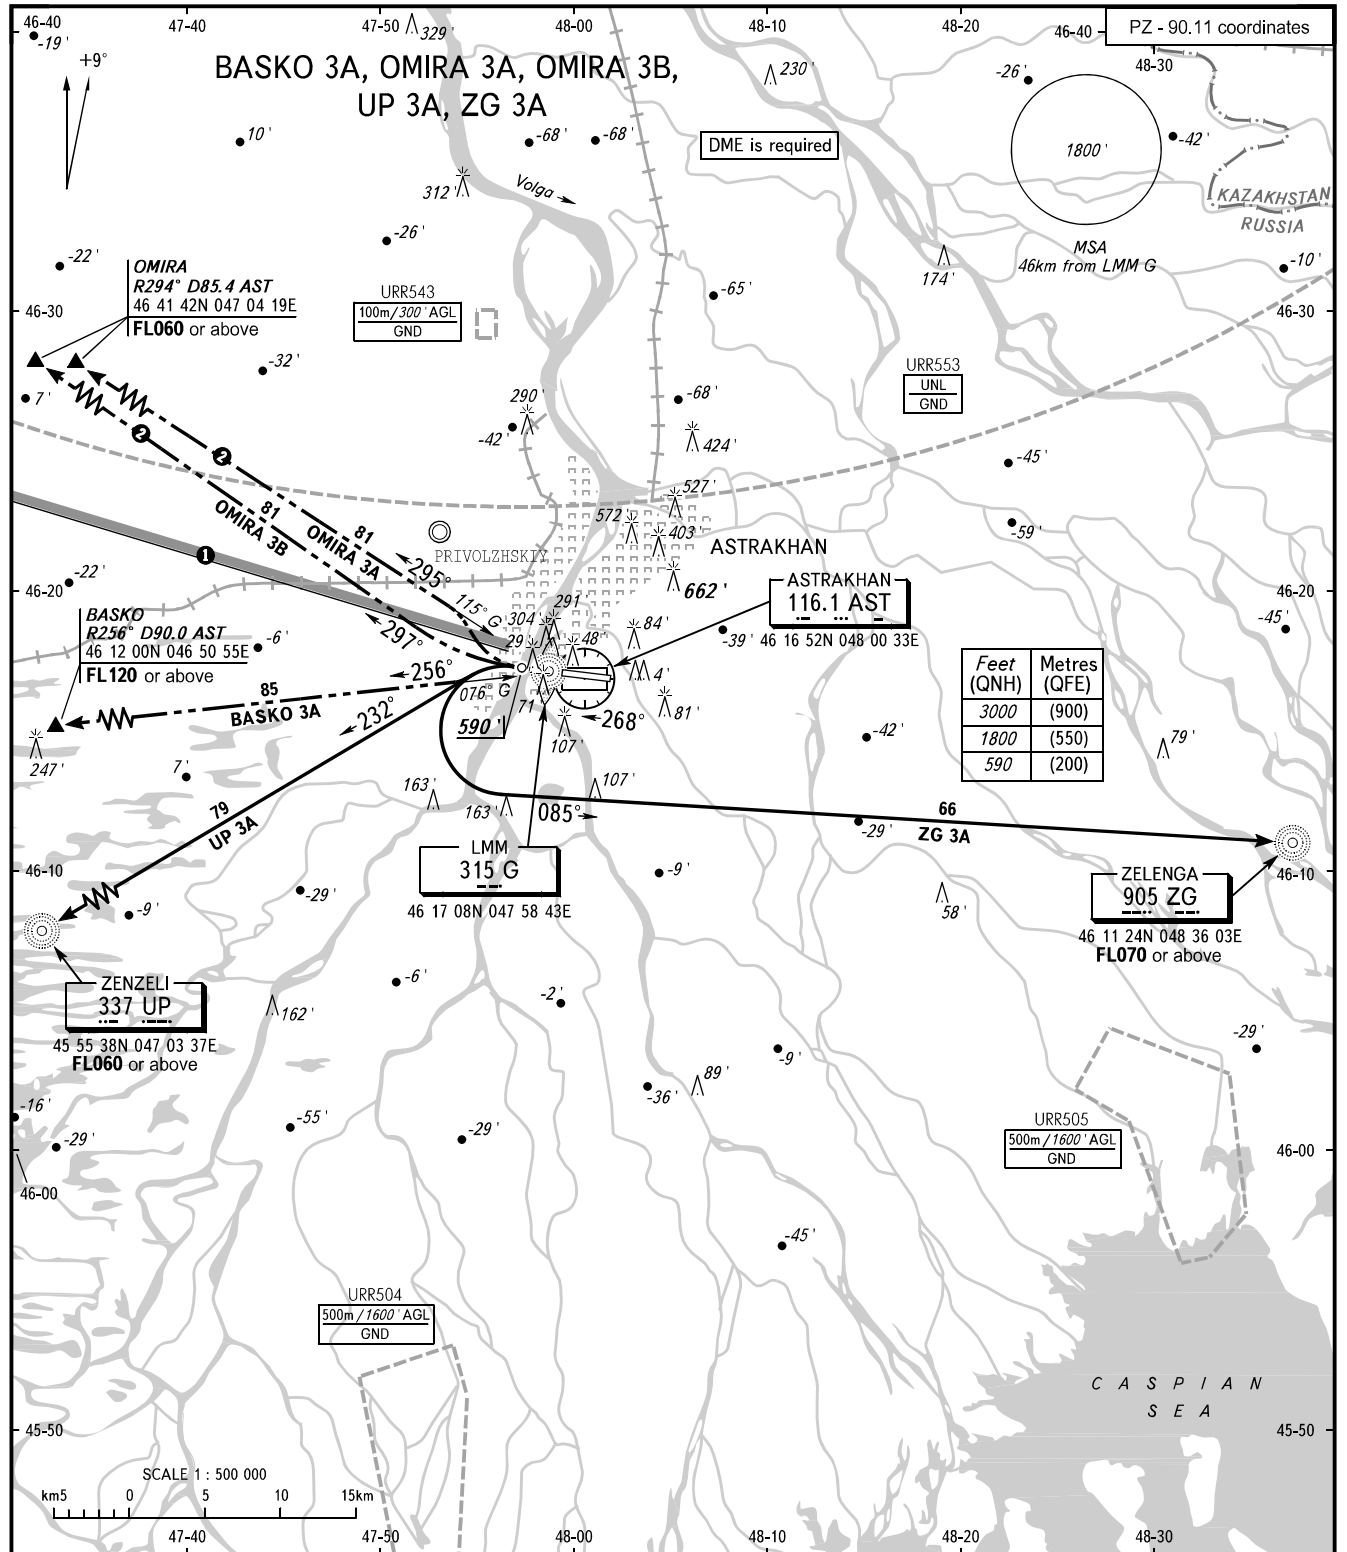 46-40
47-40
47-50
48-00
48-10
48-20
46-40
PZ - 90.11 coordinates
48-30
-19'
329'
+9°
BASKO 3A, OMIRA 3A, OMIRA 3B,
UP 3A, ZG 3A
230'
-26'
10'
-68'
-68'
DME is required
1800'
-42'
312'
Volga
KAZAKHSTAN
RUSSIA
-26'
MSA
46km from LMM G
-22'
OMIRA
R294° D85.4 AST
46 41 42N 047 04 19E
FL060 or above
174'
-10'
46-30
URR543
100m/300' AGL
GND
-65'
46-30
-32'
URR553
UNL
GND
7'
290'
-68'
-42'
424'
2
2
-45'
81
OMIRA 3B
81
OMIRA 3A
527'
572'
403'
-59'
1
PRIVOLZHSKIY
ASTRAKHAN
46-20
-22'
295°
115° G
662'
ASTRAKHAN
116.1 AST
46 16 52N 048 00 33E
46-20
BASKO
R256° D90.0 AST
46 12 00N 046 50 55E
FL120 or above
-6'
297°
304'
291'
29
48'
84'
-39'
-45'
256°
076° G
71
4'
Feet
(QNH)
Metres
(QFE)
3000
(900)
1800
(550)
590
(200)
85
BASKO 3A
232°
590'
268°
81'
107'
-42'
79'
247'
7'
163'
163'
107'
085°
79
UP 3A
66
ZG 3A
-29'
LMM
315 G
46 17 08N 047 58 43E
-9'
46-10
46-10
-29'
-9'
58'
ZELENGA
905 ZG
46 11 24N 048 36 03E
FL070 or above
ZENZELI
337 UP
45 55 38N 047 03 37E
FL060 or above
-6'
162'
-2'
-9'
-29'
89'
-36'
-16'
-55'
-29'
-29'
URR505
500m/1600' AGL
GND
46-00
46-00
-45'
URR504
500m/1600' AGL
GND
CASPIAN
SEA
45-50
45-50
SCALE 1 : 500 000
km5
0
5
10
15km
47-40
47-50
48-00
48-10
48-20
48-30